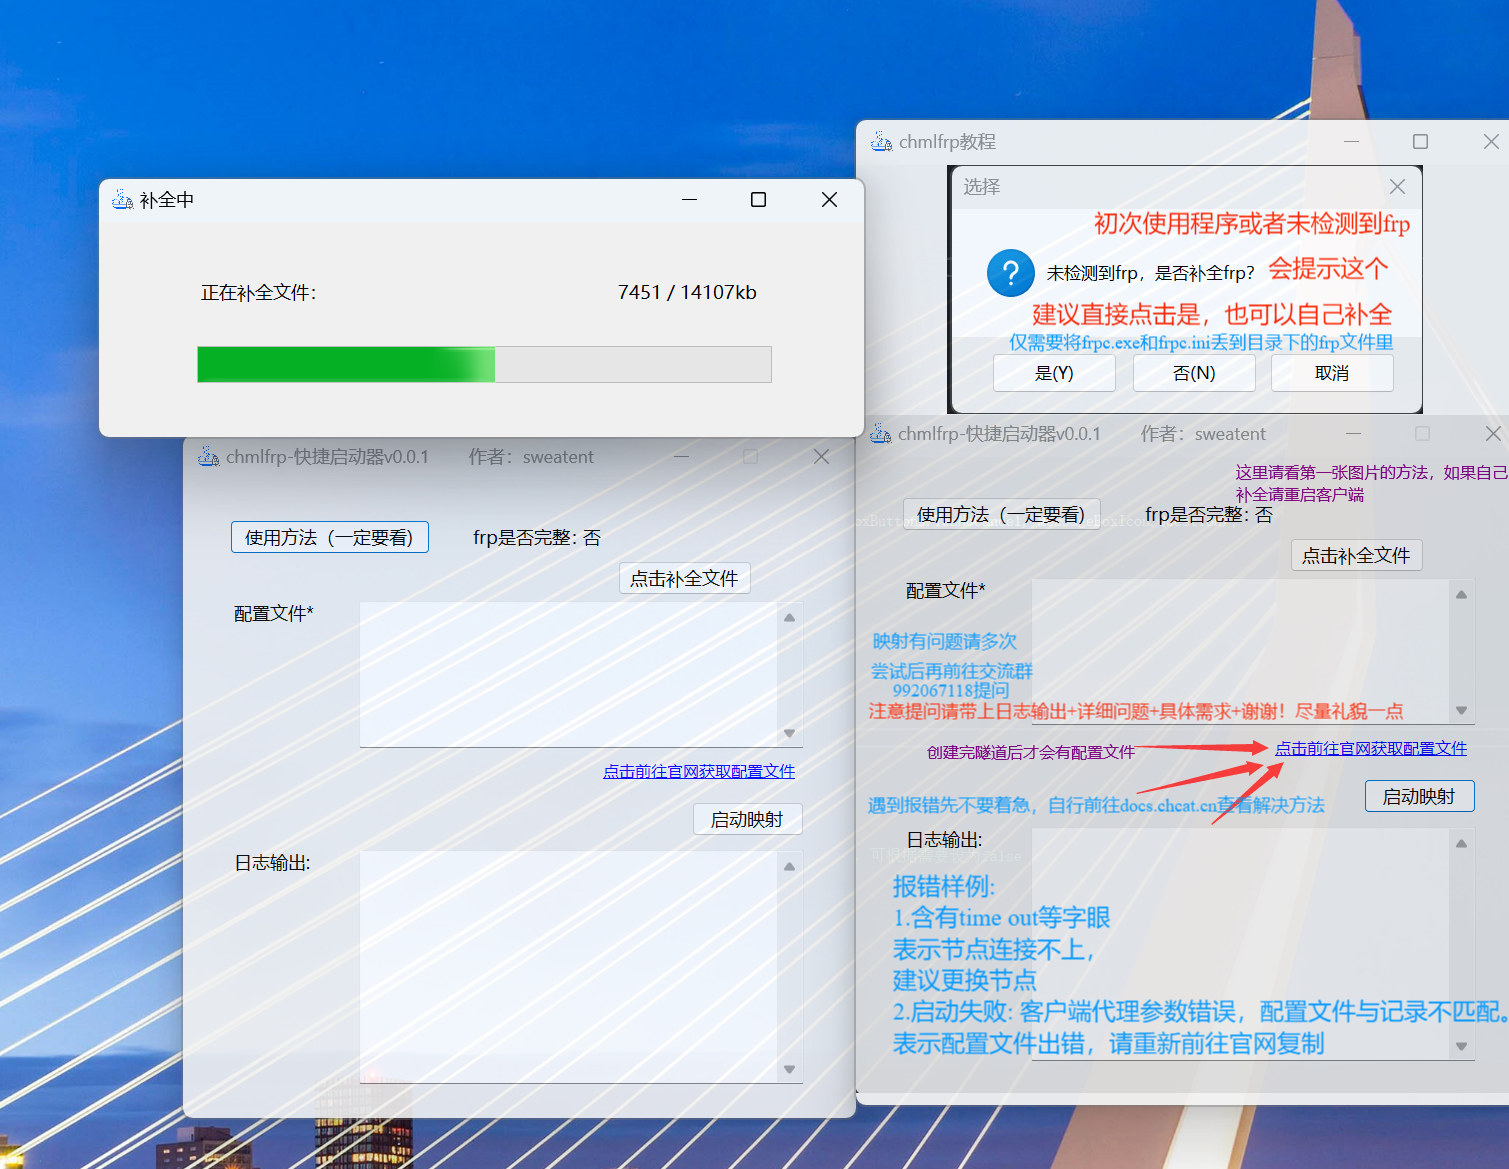 补全中
正在补全文件:
7451 / 14107kb
chmlfrp-快捷启动器v0.0.1 作者：sweatent
使用方法（一定要看)
frp是否完整: 否
点击补全文件
配置文件*
点击前往官网获取配置文件
启动映射
日志输出:
chmlfrp教程
选择
初次使用程序或者未检测到frp
未检测到frp，是否补全frp?
会提示这个
建议直接点击是，也可以自己补全
仅需要将frpc.exe和frpc.ini丢到目录下的frp文件里
是(Y)
否(N)
取消
chmlfrp-快捷启动器v0.0.1 作者：sweatent
这里请看第一张图片的方法，如果自己
补全请重启客户端
使用方法（一定要看)
frp是否完整: 否
点击补全文件
配置文件*
映射有问题请多次
尝试后再前往交流群
992067118提问
注意提问请带上日志输出+详细问题+具体需求+谢谢！尽量礼貌一点
创建完隧道后才会有配置文件
点击前往官网获取配置文件
遇到报错先不要着急，自行前往docs.chcat.cn查看解决方法
启动映射
日志输出:
报错样例:
1.含有time out等字眼
表示节点连接不上，
建议更换节点
2.启动失败: 客户端代理参数错误，配置文件与记录不匹配。
表示配置文件出错，请重新前往官网复制